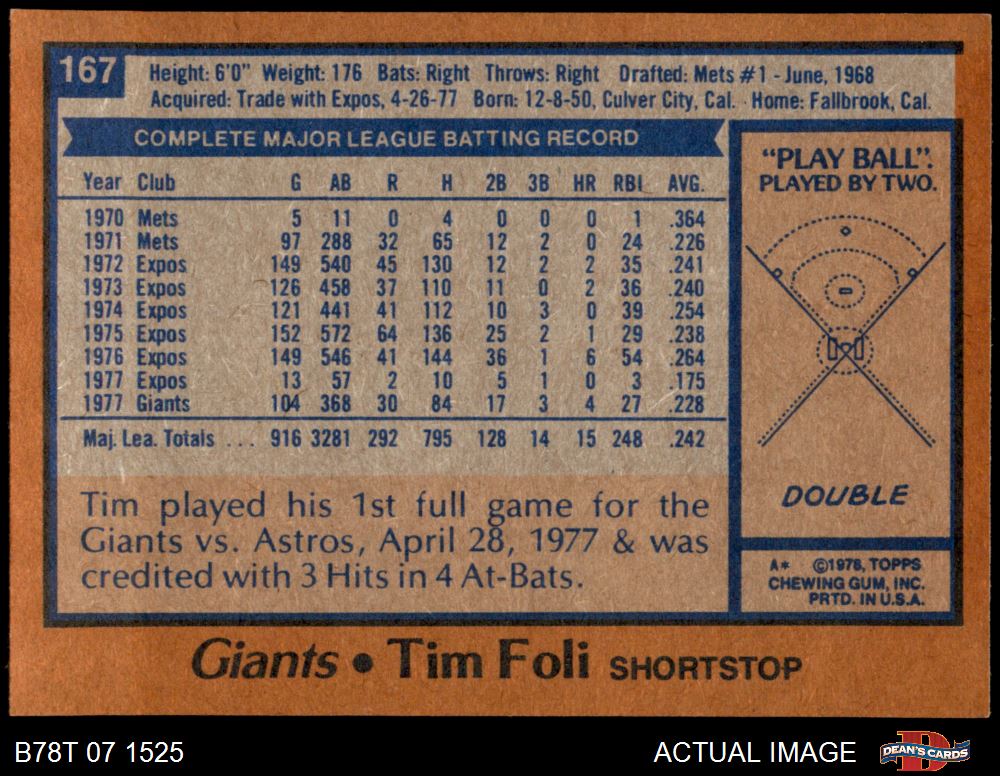 167
Height: 6'0" Weight: 176 Bats: Right Throws: Right Drafted: Mets #1 - June, 1968
Acquired: Trade with Expos, 4-26-77 Born: 12-8-50, Culver City, Cal. Home: Fallbrook, Cal.
COMPLETE MAJOR LEAGUE BATTING RECORD
Year Club G AB R H 2B 3B HR RBI AVG.
1970 Mets 5 11 0 4 0 0 0 1 .364
1971 Mets 97 288 32 65 12 2 0 24 .226
1972 Expos 149 540 45 130 12 2 2 35 .241
1973 Expos 126 458 37 110 11 0 2 36 .240
1974 Expos 121 441 41 112 10 3 0 39 .254
1975 Expos 152 572 64 136 25 2 1 29 .238
1976 Expos 149 546 41 144 36 1 6 54 .264
1977 Expos 13 57 2 10 5 1 0 3 .175
1977 Giants 104 368 30 84 17 3 4 27 .228
Maj. Lea. Totals ... 916 3281 292 795 128 14 15 248 .242
Tim played his 1st full game for the
Giants vs. Astros, April 28, 1977 & was
credited with 3 Hits in 4 At-Bats.
"PLAY BALL".
PLAYED BY TWO.
DOUBLE
A* ©1978, TOPPS
CHEWING GUM, INC.
PRTD. IN U.S.A.
Giants • Tim Foli SHORTSTOP
B78T 07 1525
ACTUAL IMAGE
DEAN'S CARDS